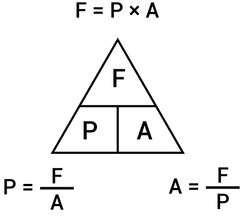 F = P × A
F
P A
P = F/A
A = F/P